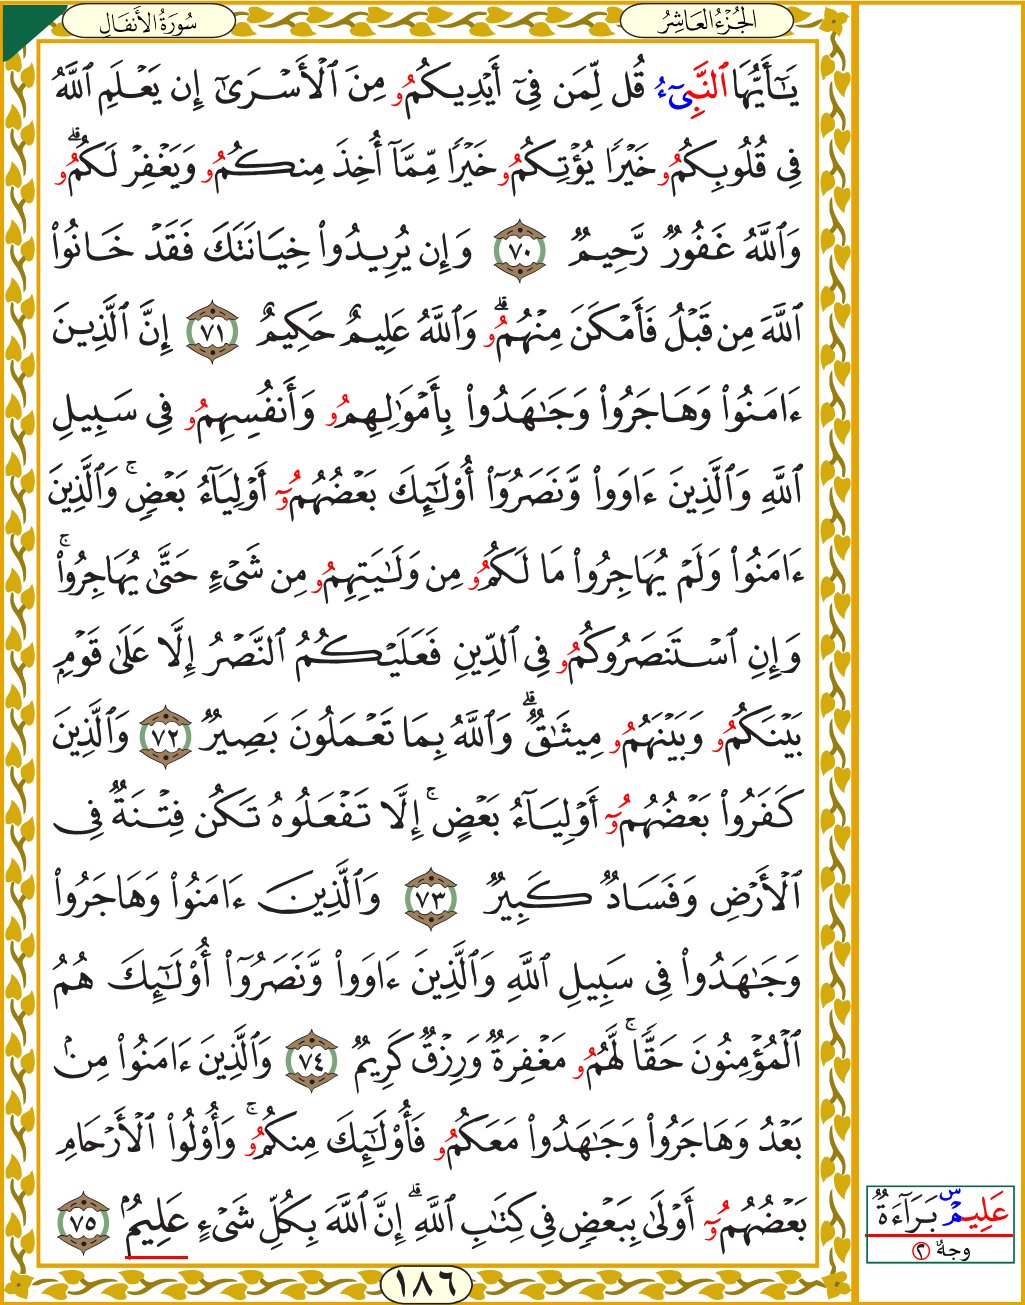 سُورَةُ الأَنفَال
الجُزْءُ العَاشِرُ
يَـٰٓأَيُّهَا ٱلنَّبِىٓءُ قُل لِّمَن فِىٓ أَيْدِيكُمُو مِنَ ٱلْأَسْرَىٰٓ إِن يَعْلَمِ ٱللَّهُ
فِى قُلُوبِكُمُو خَيْرًا يُؤْتِكُمُو خَيْرًا مِّمَّآ أُخِذَ مِنكُمُو وَيَغْفِرْ لَكُمُوۗ
وَٱللَّهُ غَفُورٌ رَّحِيمٌ ٧٠ وَإِن يُرِيدُوا۟ خِيَانَتَكَ فَقَدْ خَانُوا۟
ٱللَّهَ مِن قَبْلُ فَأَمْكَنَ مِنْهُمُوۗ وَٱللَّهُ عَلِيمٌ حَكِيمٌ ٧١ إِنَّ ٱلَّذِينَ
ءَامَنُوا۟ وَهَاجَرُوا۟ وَجَـٰهَدُوا۟ بِأَمْوَٰلِهِمُو وَأَنفُسِهِمُو فِى سَبِيلِ
ٱللَّهِ وَٱلَّذِينَ ءَاوَوا۟ وَّنَصَرُوٓا۟ أُو۟لَـٰٓئِكَ بَعْضُهُمُوٓ أَوْلِيَآءُ بَعْضٍۚ وَٱلَّذِينَ
ءَامَنُوا۟ وَلَمْ يُهَاجِرُوا۟ مَا لَكُمُو مِن وَلَـٰيَتِهِمُو مِن شَىْءٍ حَتَّىٰ يُهَاجِرُوا۟ۚ
وَإِنِ ٱسْتَنصَرُوكُمُو فِى ٱلدِّينِ فَعَلَيْكُمُ ٱلنَّصْرُ إِلَّا عَلَىٰ قَوْمٍ
بَيْنَكُمُو وَبَيْنَهُمُو مِيثَـٰقٌۗ وَٱللَّهُ بِمَا تَعْمَلُونَ بَصِيرٌ ٧٢ وَٱلَّذِينَ
كَفَرُوا۟ بَعْضُهُمُوٓ أَوْلِيَآءُ بَعْضٍۚ إِلَّا تَفْعَلُوهُ تَكُن فِتْنَةٌ فِى
ٱلْأَرْضِ وَفَسَادٌ كَبِيرٌ ٧٣ وَٱلَّذِينَ ءَامَنُوا۟ وَهَاجَرُوا۟
وَجَـٰهَدُوا۟ فِى سَبِيلِ ٱللَّهِ وَٱلَّذِينَ ءَاوَوا۟ وَّنَصَرُوٓا۟ أُو۟لَـٰٓئِكَ هُمُ
ٱلْمُؤْمِنُونَ حَقًّاۚ لَّهُمُو مَغْفِرَةٌ وَرِزْقٌ كَرِيمٌ ٧٤ وَٱلَّذِينَ ءَامَنُوا۟ مِنۢ
بَعْدُ وَهَاجَرُوا۟ وَجَـٰهَدُوا۟ مَعَكُمُو فَأُو۟لَـٰٓئِكَ مِنكُمُوۚ وَأُو۟لُوا۟ ٱلْأَرْحَامِ
بَعْضُهُمُوٓ أَوْلَىٰ بِبَعْضٍ فِى كِتَـٰبِ ٱللَّهِۗ إِنَّ ٱللَّهَ بِكُلِّ شَىْءٍ عَلِيمٌۢ ٧٥
عَلِيمٌۜ بَرَآءَةٌ
وجهٌ ٢
١٨٦